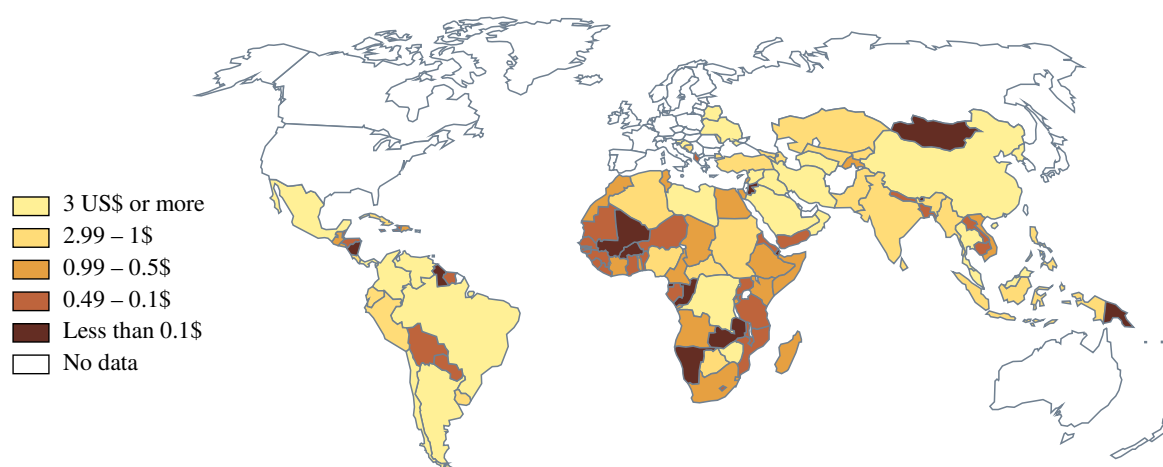 3 US$ or more
2.99 – 1$
0.99 – 0.5$
0.49 – 0.1$
Less than 0.1$
No data